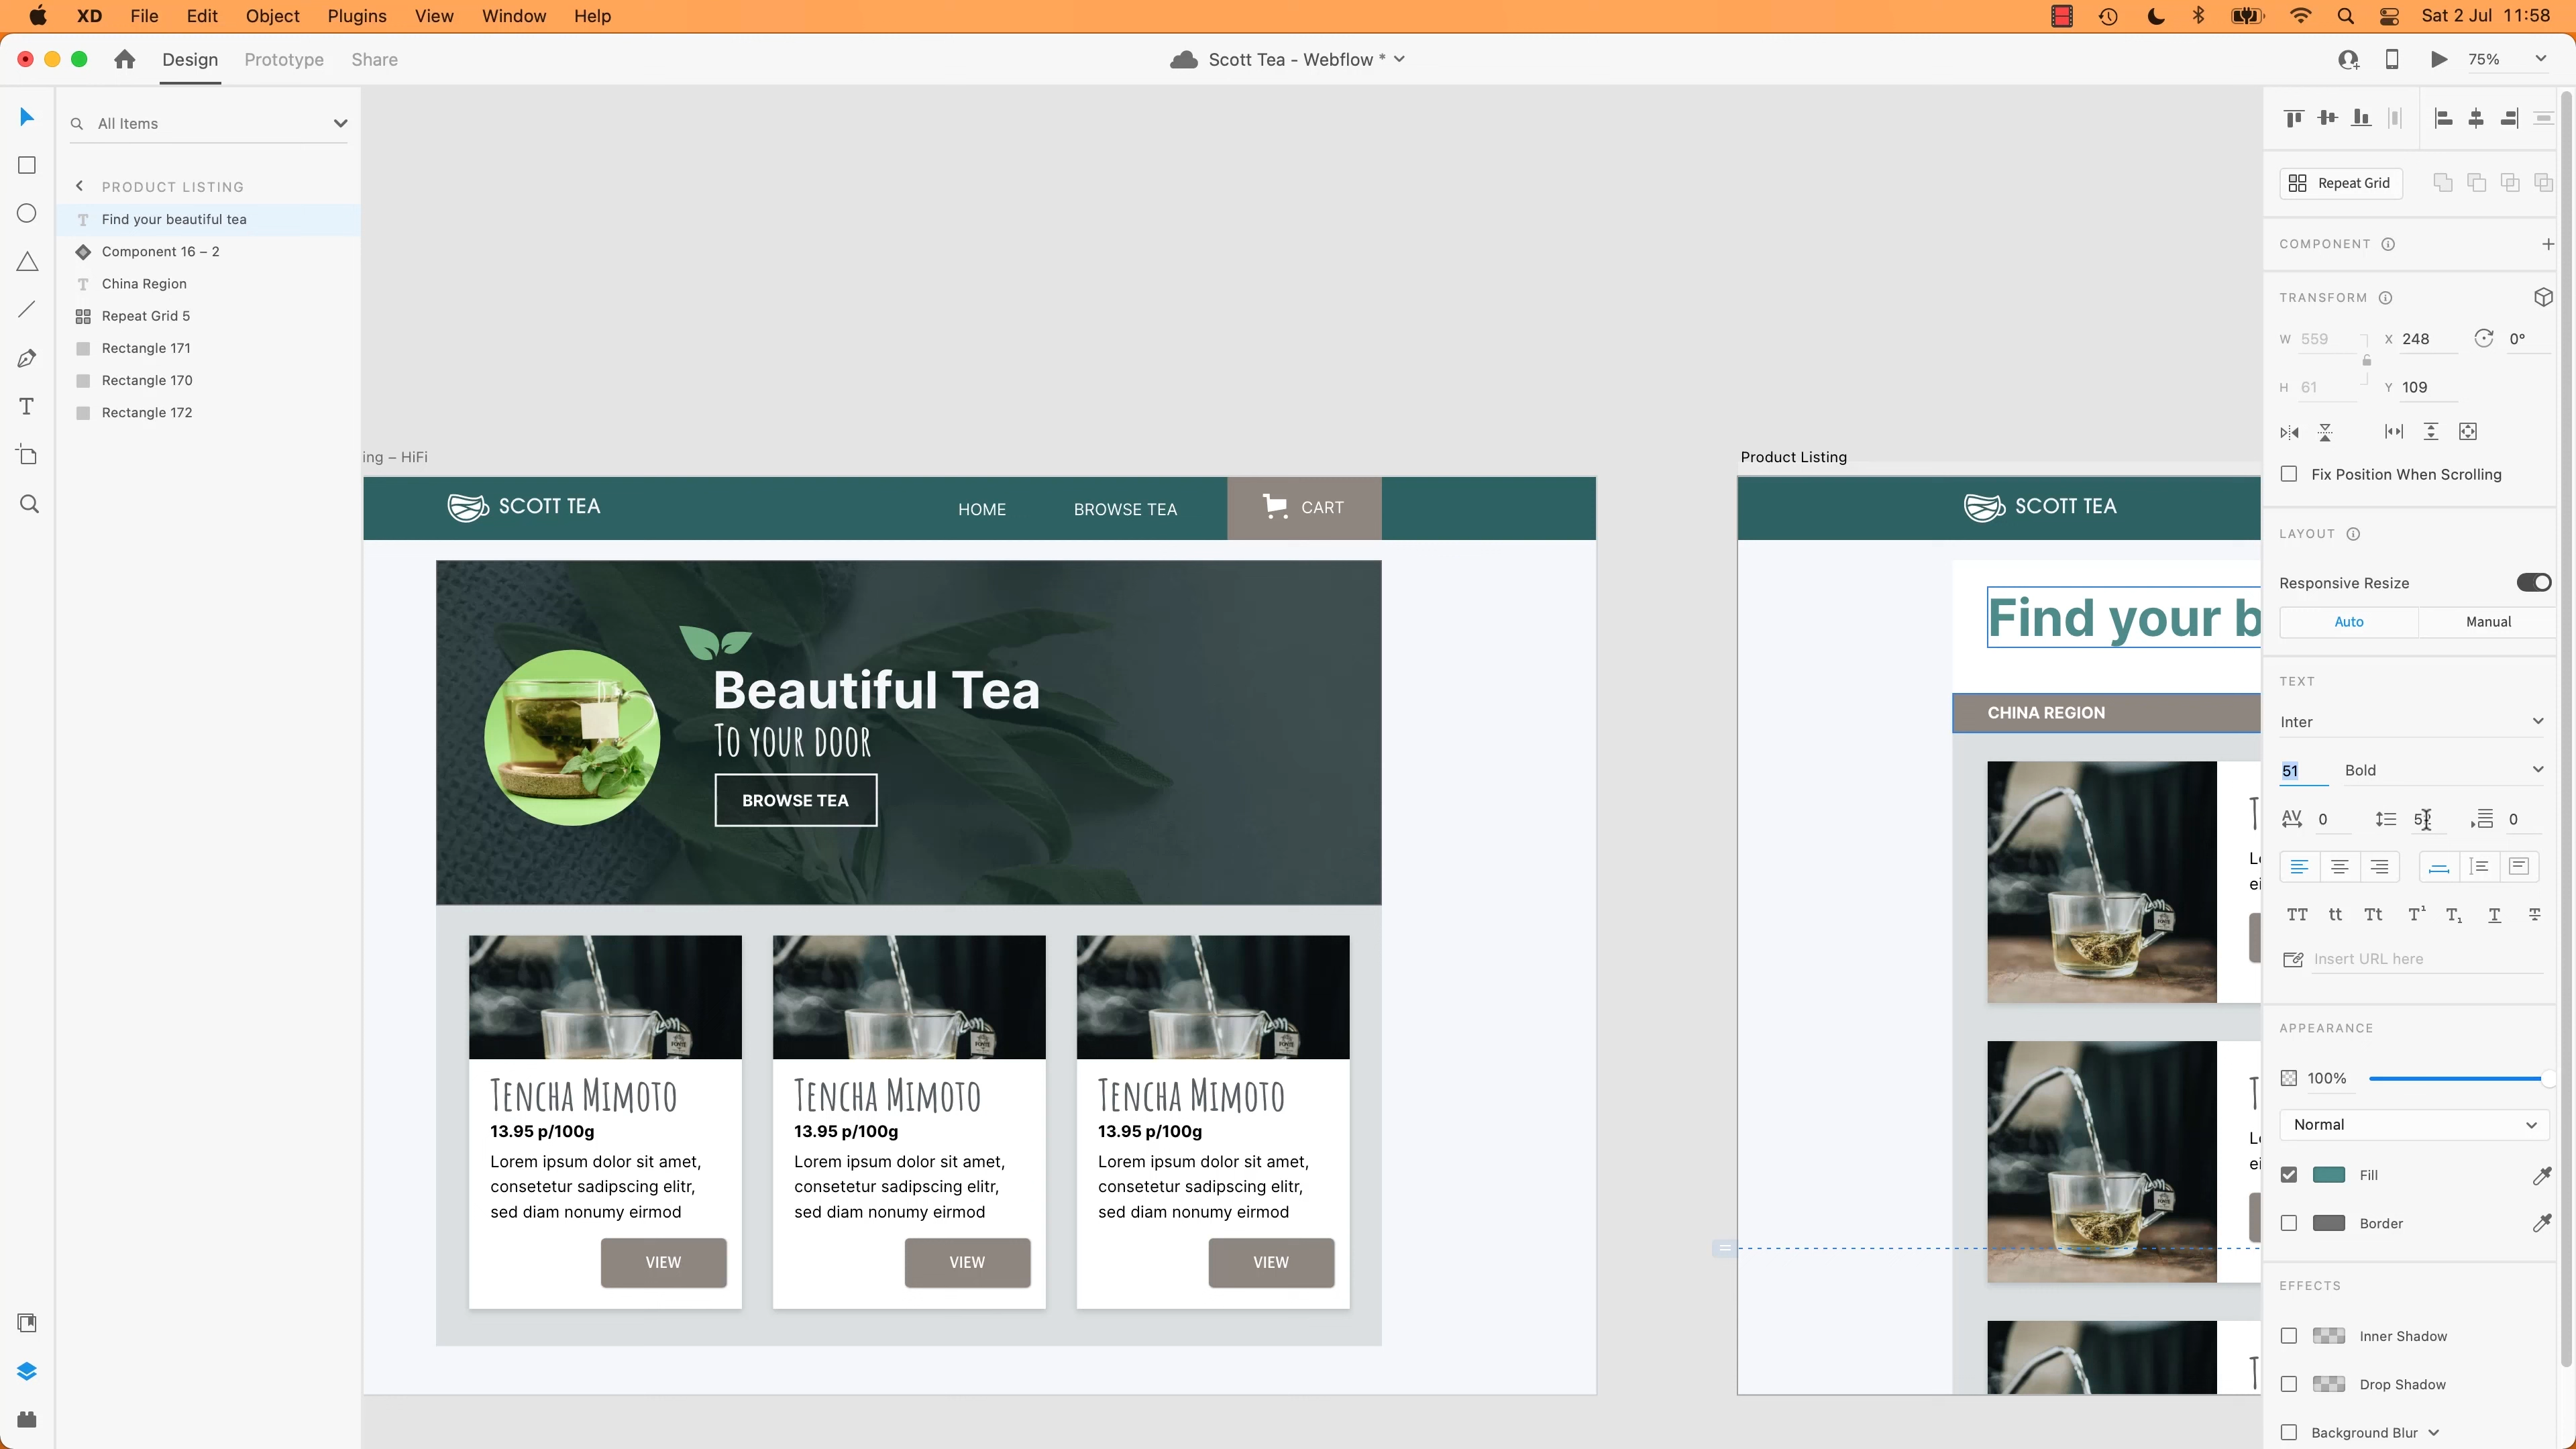 XD File Edit Object Plugins View Window Help Sat 2 Jul 11:58
Design Prototype Share Scott Tea - Webflow * 75%
All Items
PRODUCT LISTING
Find your beautiful tea
Component 16 – 2
China Region
Repeat Grid 5
Rectangle 171
Rectangle 170
Rectangle 172
ing – HiFi
SCOTT TEA HOME BROWSE TEA CART
Beautiful Tea
To your door
BROWSE TEA
Tencha Mimoto Tencha Mimoto Tencha Mimoto
13.95 p/100g 13.95 p/100g 13.95 p/100g
Lorem ipsum dolor sit amet, Lorem ipsum dolor sit amet, Lorem ipsum dolor sit amet,
consetetur sadipscing elitr, consetetur sadipscing elitr, consetetur sadipscing elitr,
sed diam nonumy eirmod sed diam nonumy eirmod sed diam nonumy eirmod
VIEW VIEW VIEW
Product Listing
SCOTT TEA
Find your b
CHINA REGION
Repeat Grid
COMPONENT
TRANSFORM
W 559 X 248 0°
H 61 Y 109
Fix Position When Scrolling
LAYOUT
Responsive Resize
Auto Manual
TEXT
Inter
51 Bold
AV 0 0
TT tt Tt T1 T1 T T
Insert URL here
APPEARANCE
100%
Normal
Fill
Border
EFFECTS
Inner Shadow
Drop Shadow
Background Blur